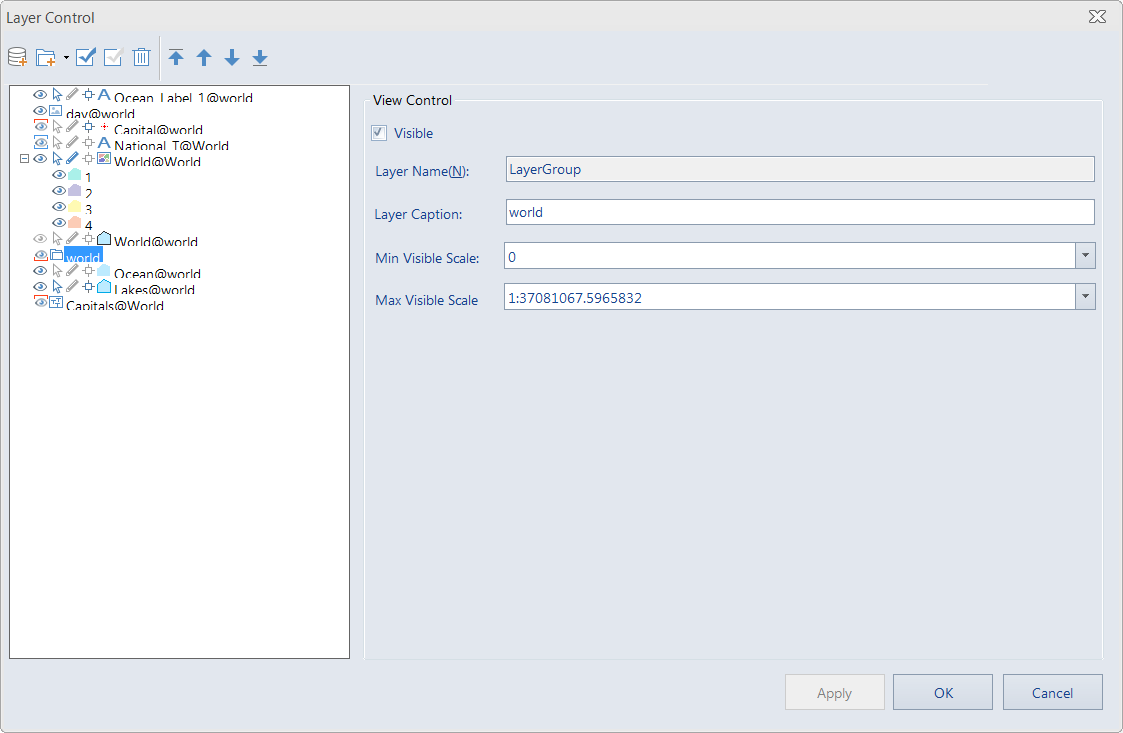 Layer Control
Ocean_Label_1@world
day@world
Capital@world
National_T@World
World@World
1
2
3
4
World@world
world
Ocean@world
Lakes@world
Capitals@World
View Control
Visible
Layer Name(N): LayerGroup
Layer Caption: world
Min Visible Scale: 0
Max Visible Scale 1:37081067.5965832
Apply OK Cancel